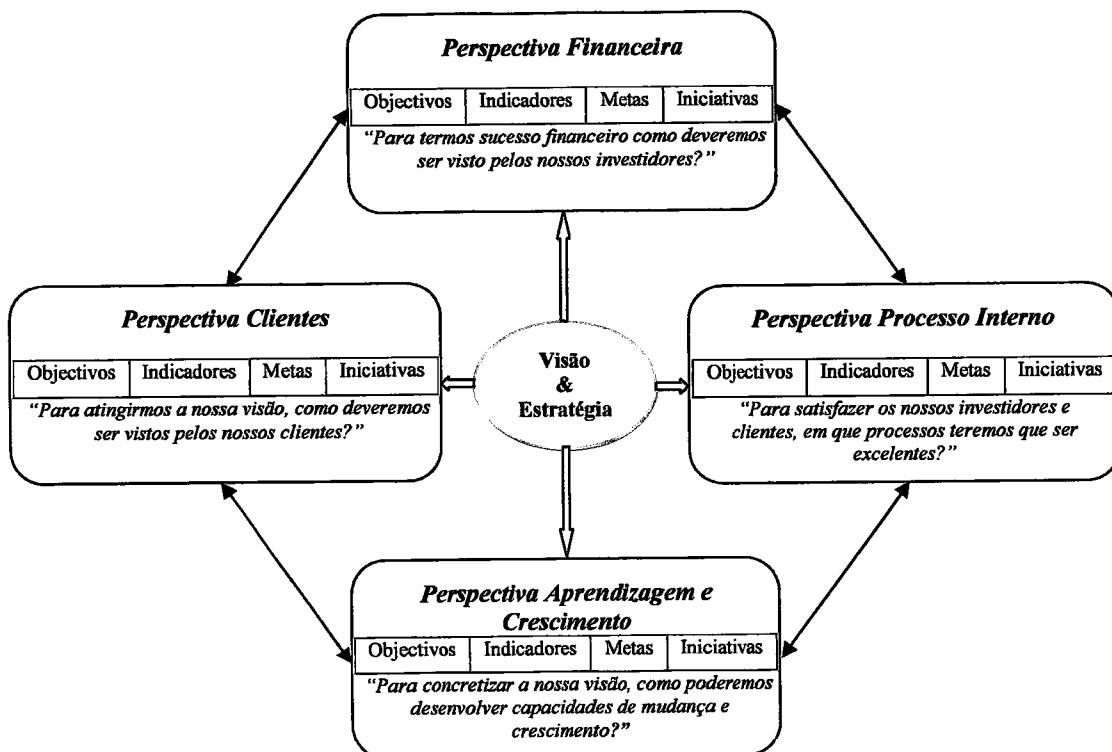 Perspectiva Financeira
Objectivos Indicadores Metas Iniciativas
“Para termos sucesso financeiro como deveremos
ser visto pelos nossos investidores?”
Perspectiva Clientes
Objectivos Indicadores Metas Iniciativas
“Para atingirmos a nossa visão, como deveremos
ser vistos pelos nossos clientes?”
Visão
&
Estratégia
Perspectiva Processo Interno
Objectivos Indicadores Metas Iniciativas
“Para satisfazer os nossos investidores e
clientes, em que processos teremos que ser
excelentes?”
Perspectiva Aprendizagem e
Crescimento
Objectivos Indicadores Metas Iniciativas
“Para concretizar a nossa visão, como poderemos
desenvolver capacidades de mudança e
crescimento?”